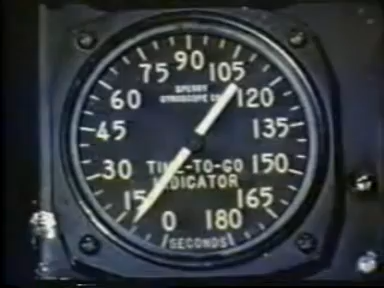 90
75
105
SPERRY
GYROSCOPE CO
60
120
45
135
30
TIME-TO-GO
150
INDICATOR
15
165
0
180
SECONDS